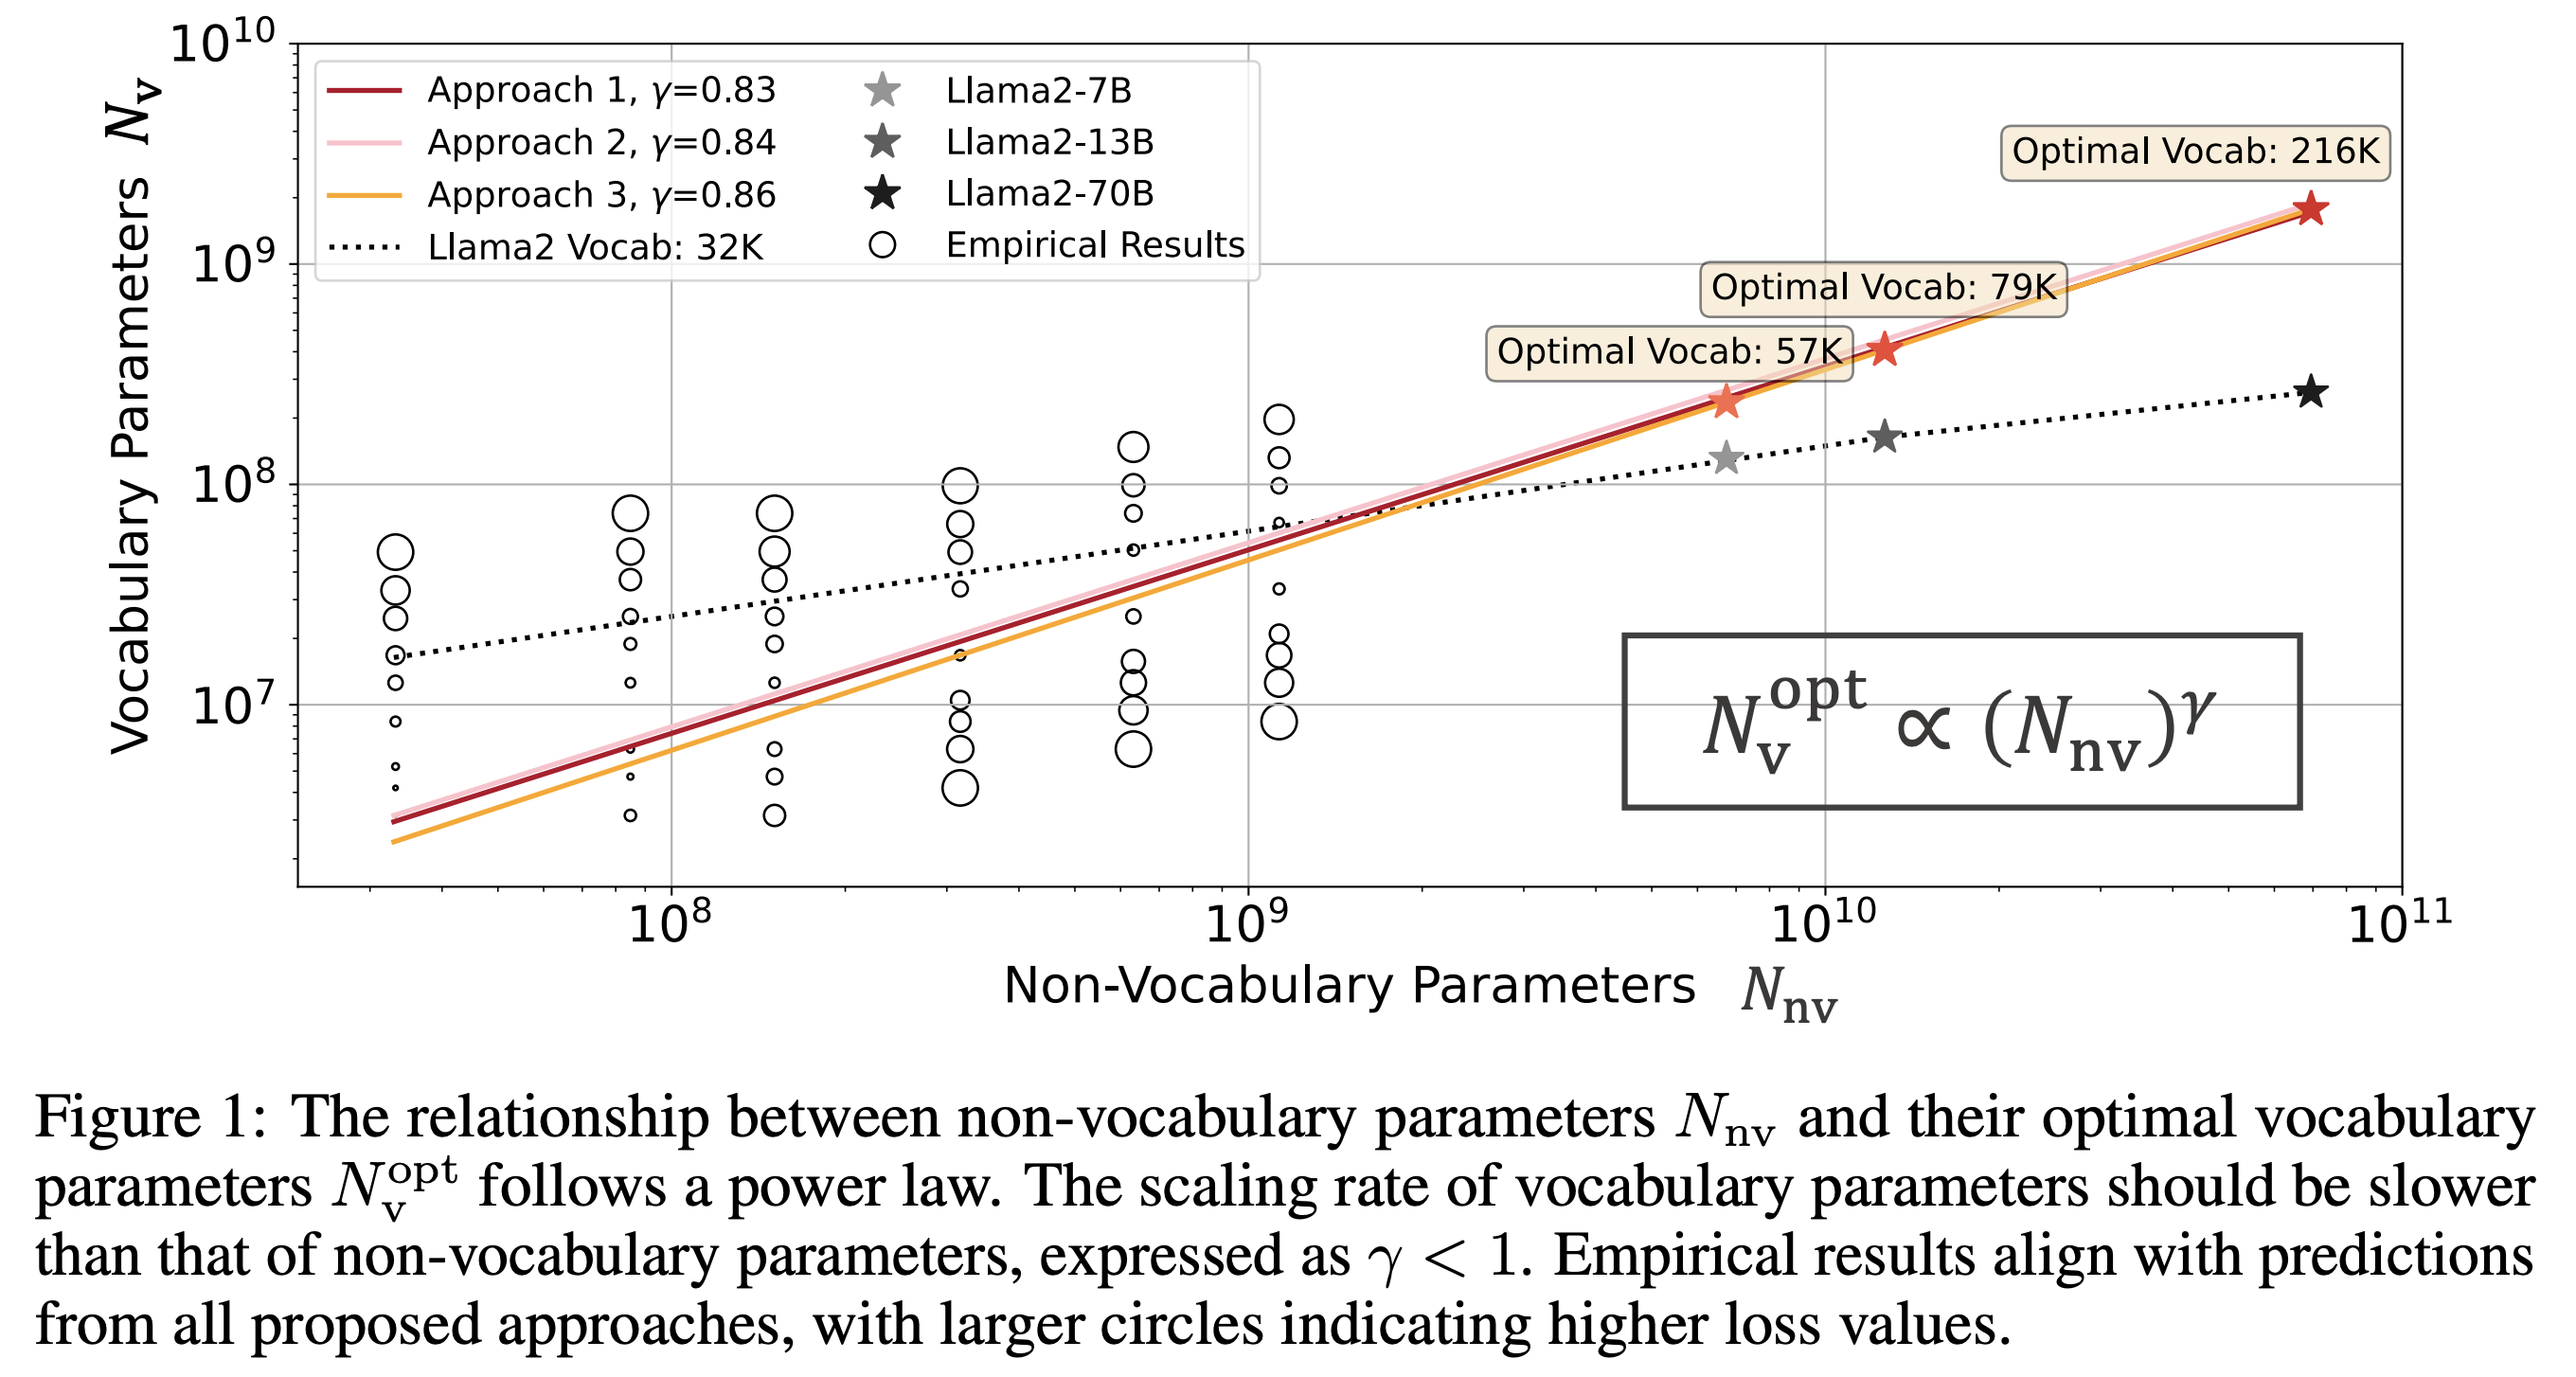 10^10
10^9
10^8
10^7
Vocabulary Parameters N_v
Approach 1, γ=0.83
Approach 2, γ=0.84
Approach 3, γ=0.86
Llama2 Vocab: 32K
Llama2-7B
Llama2-13B
Llama2-70B
Empirical Results
Optimal Vocab: 216K
Optimal Vocab: 79K
Optimal Vocab: 57K
N_v^opt ∝ (N_nv)^γ
10^8 10^9 10^10 10^11
Non-Vocabulary Parameters N_nv
Figure 1: The relationship between non-vocabulary parameters N_nv and their optimal vocabulary
parameters N_v^opt follows a power law. The scaling rate of vocabulary parameters should be slower
than that of non-vocabulary parameters, expressed as γ < 1. Empirical results align with predictions
from all proposed approaches, with larger circles indicating higher loss values.